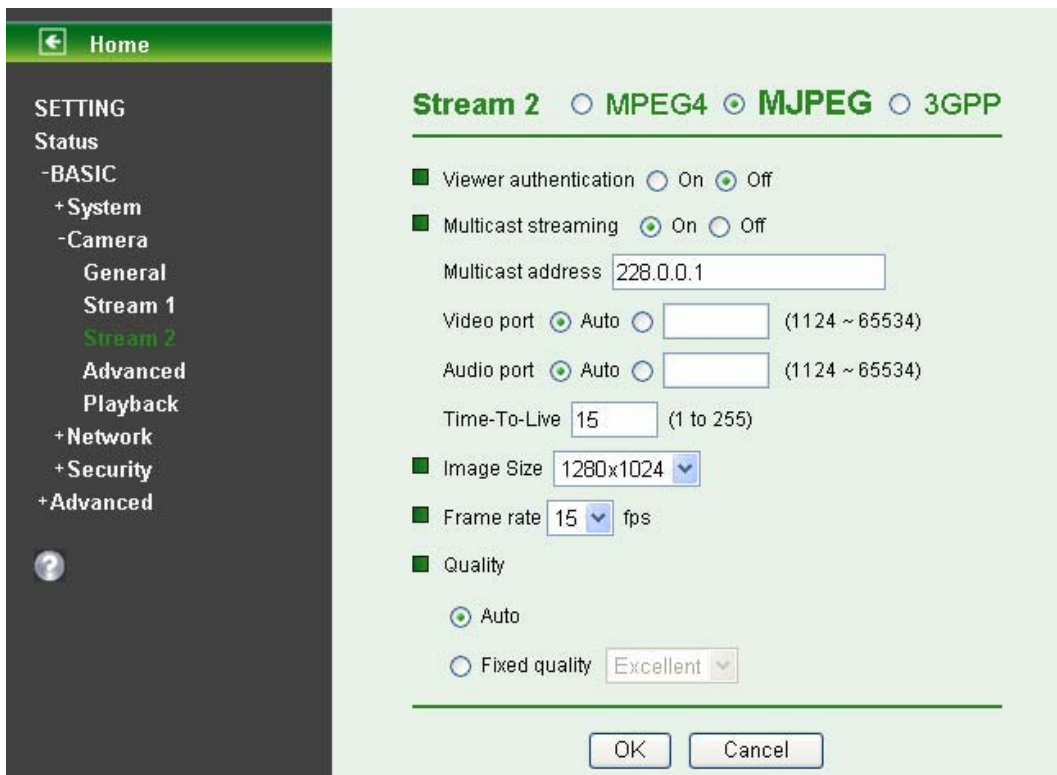 Home
SETTING
Status
-BASIC
+System
-Camera
General
Stream 1
Stream 2
Advanced
Playback
+Network
+Security
+Advanced
?
Stream 2 MPEG4 MJPEG 3GPP
Viewer authentication On Off
Multicast streaming On Off
Multicast address 228.0.0.1
Video port Auto (1124 ~ 65534)
Audio port Auto (1124 ~ 65534)
Time-To-Live 15 (1 to 255)
Image Size 1280x1024
Frame rate 15 fps
Quality
Auto
Fixed quality Excellent
OK Cancel